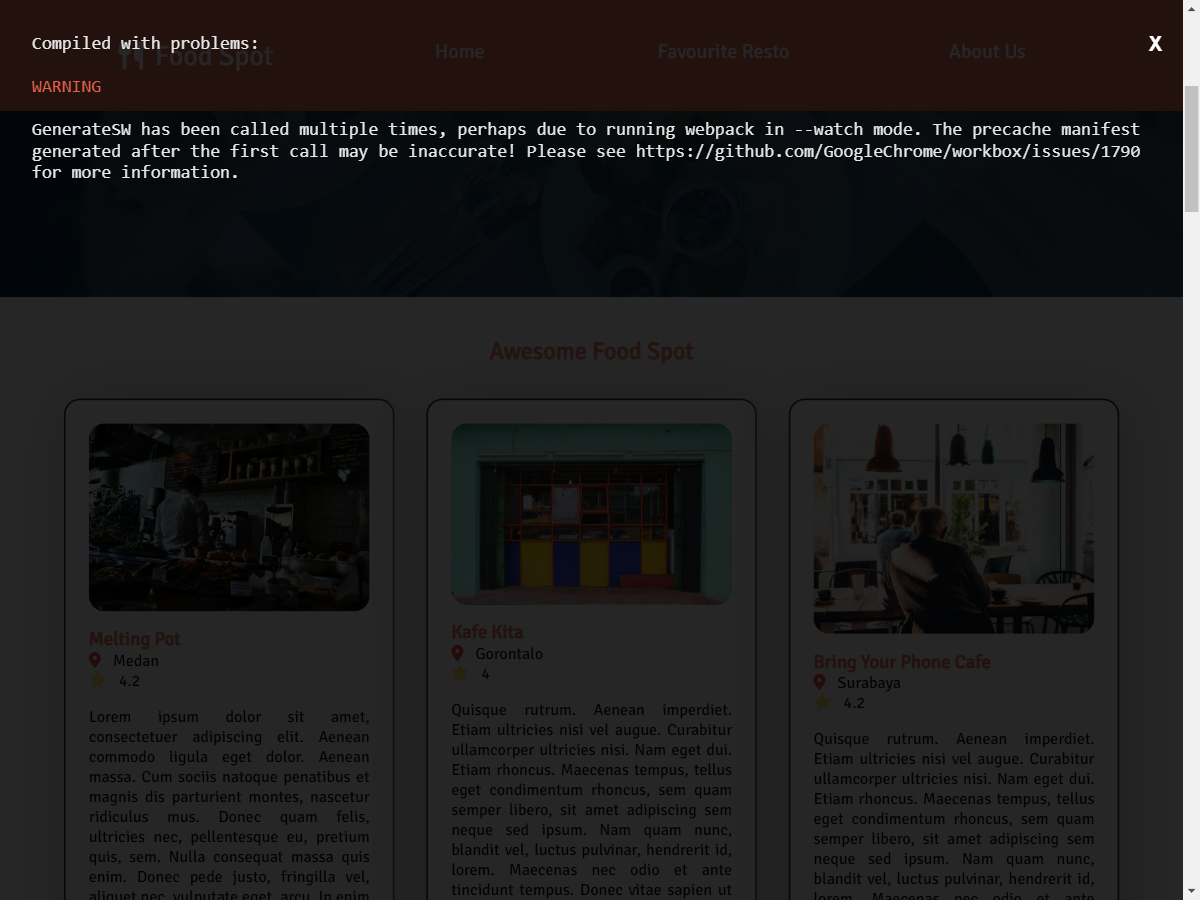 Compiled with problems:
X
Food Spot
Home
Favourite Resto
About Us
WARNING
GenerateSW has been called multiple times, perhaps due to running webpack in --watch mode. The precache manifest
generated after the first call may be inaccurate! Please see https://github.com/GoogleChrome/workbox/issues/1790
for more information.
Awesome Food Spot
Melting Pot
Medan
4.2
Lorem ipsum dolor sit amet,
consectetuer adipiscing elit. Aenean
commodo ligula eget dolor. Aenean
massa. Cum sociis natoque penatibus et
magnis dis parturient montes, nascetur
ridiculus mus. Donec quam felis,
ultricies nec, pellentesque eu, pretium
quis, sem. Nulla consequat massa quis
enim. Donec pede justo, fringilla vel,
aliquet nec, vulputate eget, arcu. In enim
Kafe Kita
Gorontalo
4
Quisque rutrum. Aenean imperdiet.
Etiam ultricies nisi vel augue. Curabitur
ullamcorper ultricies nisi. Nam eget dui.
Etiam rhoncus. Maecenas tempus, tellus
eget condimentum rhoncus, sem quam
semper libero, sit amet adipiscing sem
neque sed ipsum. Nam quam nunc,
blandit vel, luctus pulvinar, hendrerit id,
lorem. Maecenas nec odio et ante
tincidunt tempus. Donec vitae sapien ut
Bring Your Phone Cafe
Surabaya
4.2
Quisque rutrum. Aenean imperdiet.
Etiam ultricies nisi vel augue. Curabitur
ullamcorper ultricies nisi. Nam eget dui.
Etiam rhoncus. Maecenas tempus, tellus
eget condimentum rhoncus, sem quam
semper libero, sit amet adipiscing sem
neque sed ipsum. Nam quam nunc,
blandit vel, luctus pulvinar, hendrerit id,
lorem. Maecenas nec odio et ante